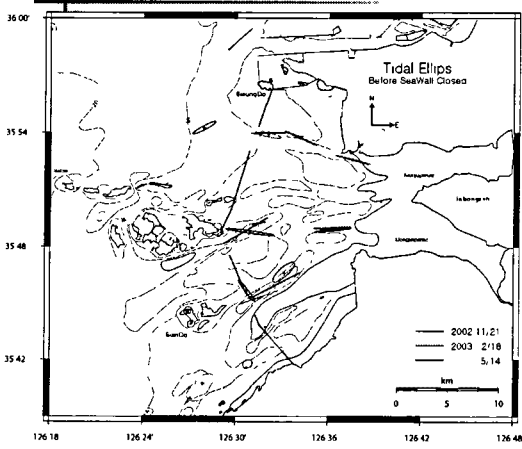 36 00'
Tidal Ellips
Before SeaWall Closed
N
E
35 54
35 48
35 42
2002 11/21
2003 2/18
5/14
km
0 5 10
126 18 126 24' 126 30' 126 36 126 42 126 48